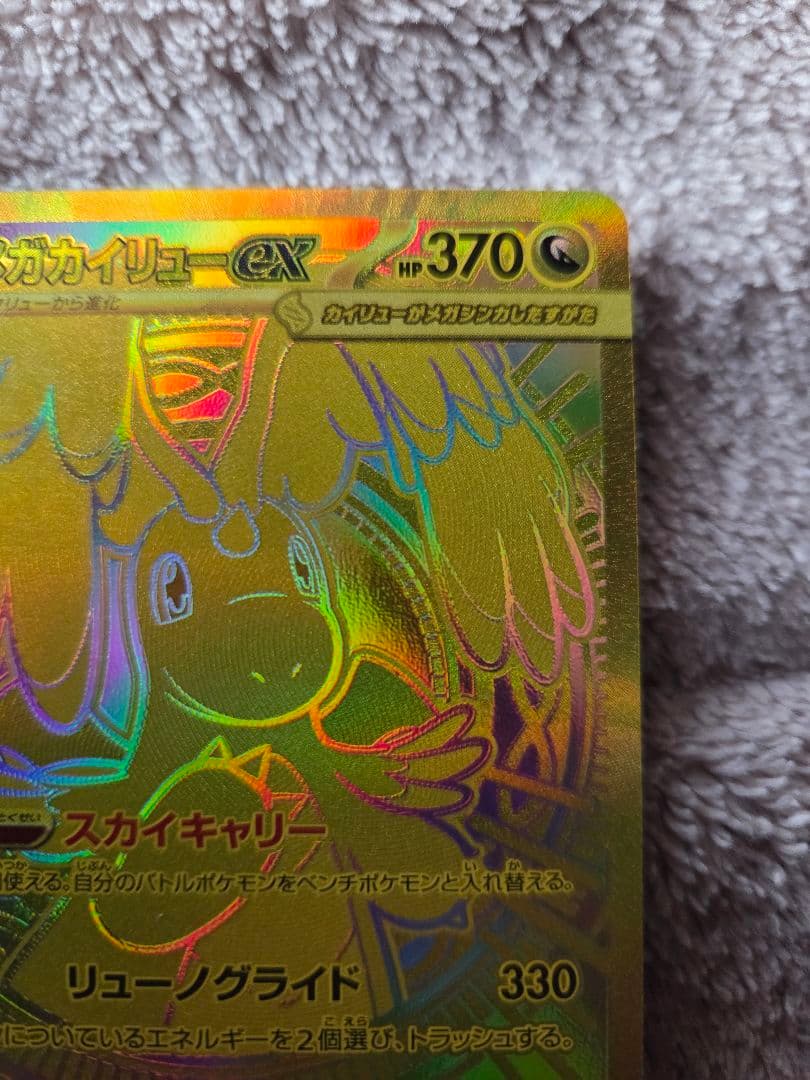 メガカイリューex HP370
リューから進化 カイリューがメガシンカしたすがた
とくせい スカイキャリー
使える。自分のバトルポケモンをベンチポケモンと入れ替える。
リューノグライド 330
についているエネルギーを2個選び、トラッシュする。